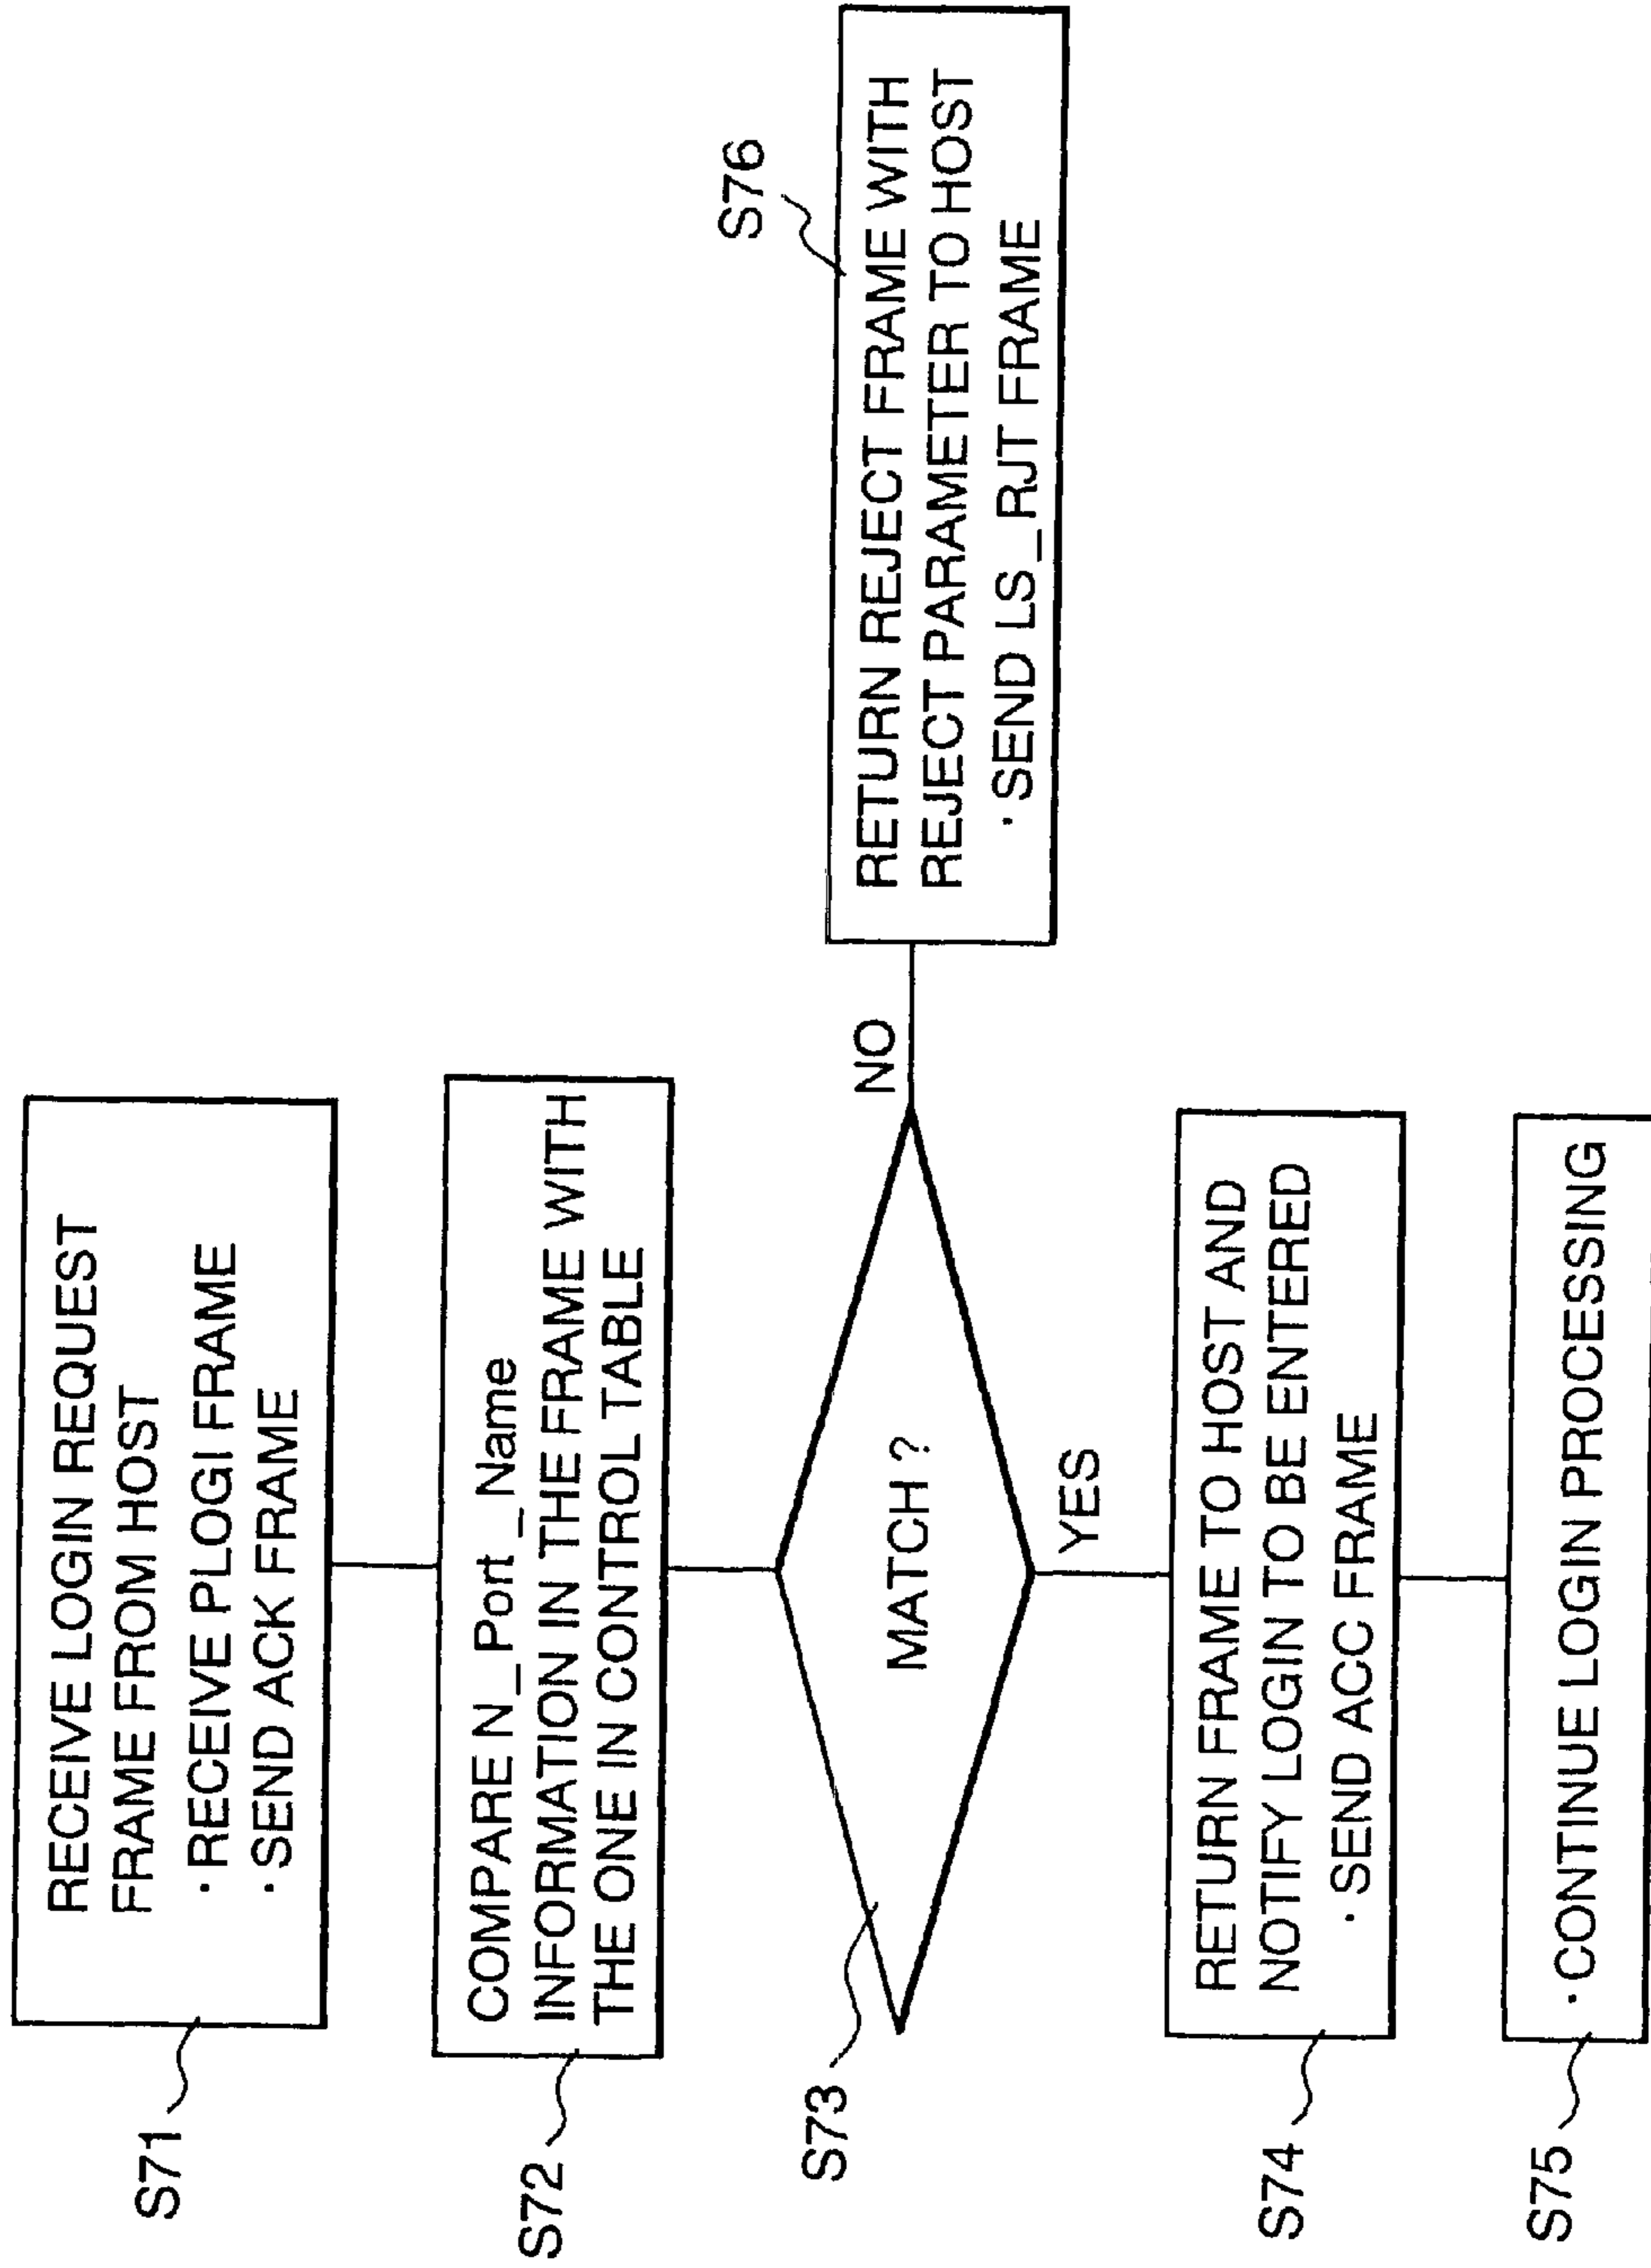 S71
RECEIVE LOGIN REQUEST
FRAME FROM HOST
· RECEIVE PLOGI FRAME
· SEND ACK FRAME
S72
COMPARE N_Port_Name
INFORMATION IN THE FRAME WITH
THE ONE IN CONTROL TABLE
S73
MATCH ?
NO
S76
RETURN REJECT FRAME WITH
REJECT PARAMETER TO HOST
· SEND LS_RJT FRAME
YES
S74
RETURN FRAME TO HOST AND
NOTIFY LOGIN TO BE ENTERED
· SEND ACC FRAME
S75
· CONTINUE LOGIN PROCESSING